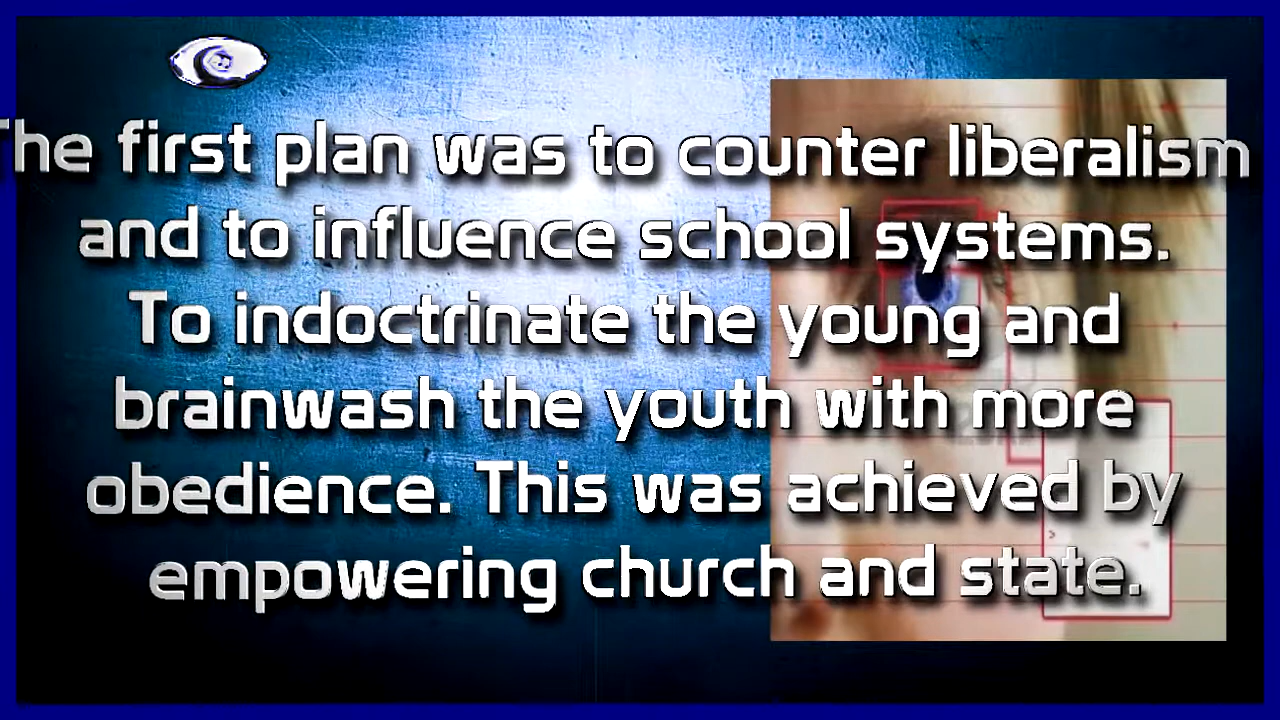 The first plan was to counter liberalism
and to influence school systems.
To indoctrinate the young and
brainwash the youth with more
obedience. This was achieved by
empowering church and state.